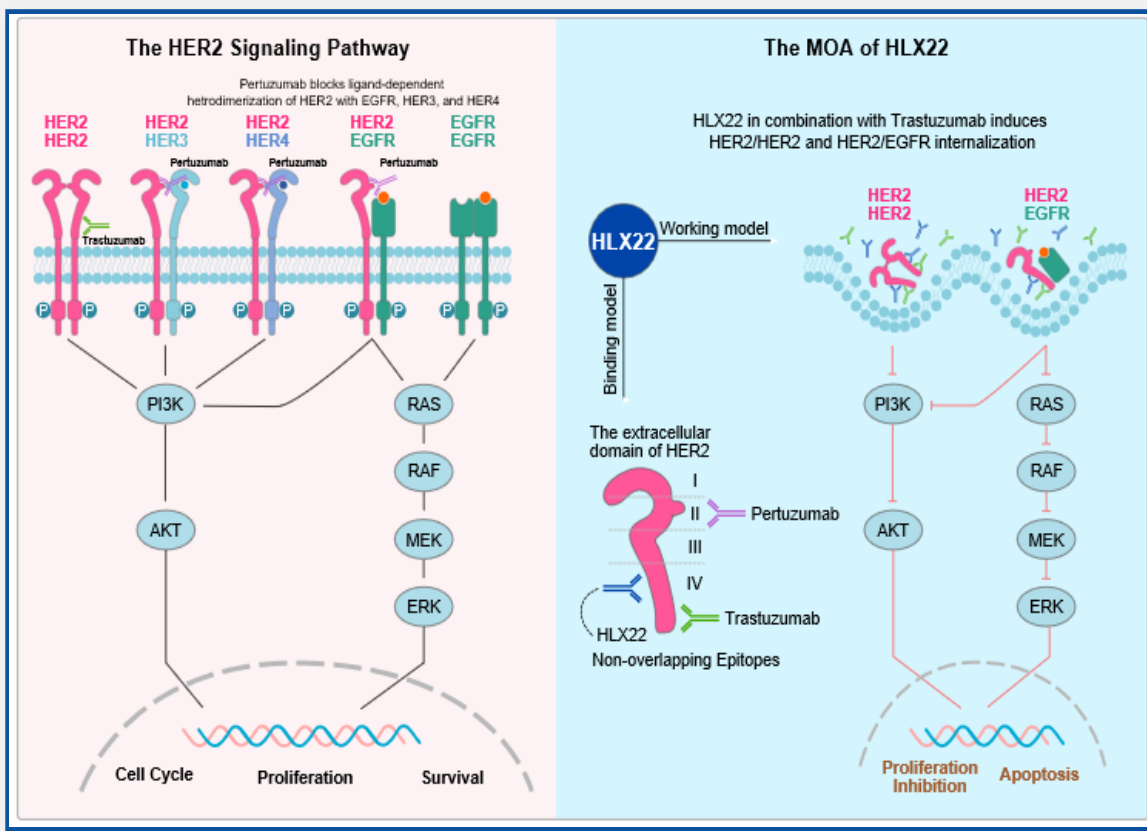 The HER2 Signaling Pathway
Pertuzumab blocks ligand-dependent
hetrodimerization of HER2 with EGFR, HER3, and HER4
HER2 HER2 HER2 HER2 EGFR
HER2 HER3 HER4 EGFR EGFR
Pertuzumab Pertuzumab Pertuzumab
Trastuzumab
P P P P P P P P P P
PI3K RAS
RAF
AKT MEK
ERK
Cell Cycle Proliferation Survival
The MOA of HLX22
HLX22 in combination with Trastuzumab induces
HER2/HER2 and HER2/EGFR internalization
HER2 HER2
HER2 EGFR
HLX22 Working model
Binding model
The extracellular
domain of HER2
I
II Pertuzumab
III
IV
Trastuzumab
HLX22
Non-overlapping Epitopes
PI3K RAS
RAF
AKT MEK
ERK
Proliferation
Inhibition
Apoptosis